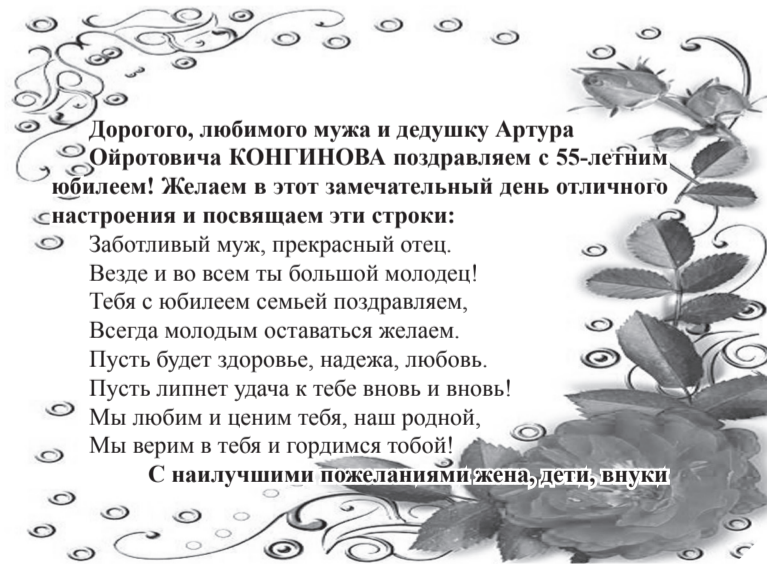 Дорогого, любимого мужа и дедушку Артура
Ойротовича КОНГИНОВА поздравляем с 55-летним
юбилеем! Желаем в этот замечательный день отличного
настроения и посвящаем эти строки:
Заботливый муж, прекрасный отец.
Везде и во всем ты большой молодец!
Тебя с юбилеем семьей поздравляем,
Всегда молодым оставаться желаем.
Пусть будет здоровье, надежа, любовь.
Пусть липнет удача к тебе вновь и вновь!
Мы любим и ценим тебя, наш родной,
Мы верим в тебя и гордимся тобой!
С наилучшими пожеланиями жена, дети, внуки